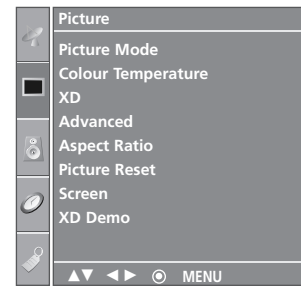 Picture
Picture Mode
Colour Temperature
XD
Advanced
Aspect Ratio
Picture Reset
Screen
XD Demo
▲▼ ◄► ◉ MENU